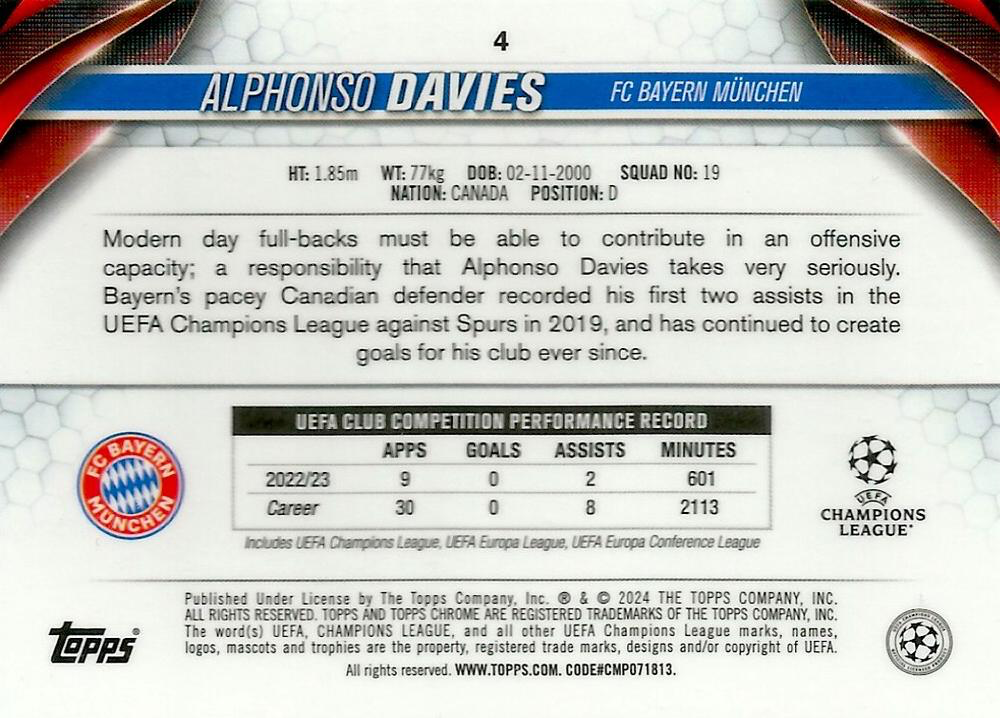 4
ALPHONSO DAVIES FC BAYERN MÜNCHEN
HT: 1.85m WT: 77kg DOB: 02-11-2000 SQUAD NO: 19
NATION: CANADA POSITION: D
Modern day full-backs must be able to contribute in an offensive
capacity; a responsibility that Alphonso Davies takes very seriously.
Bayern's pacey Canadian defender recorded his first two assists in the
UEFA Champions League against Spurs in 2019, and has continued to create
goals for his club ever since.
UEFA CLUB COMPETITION PERFORMANCE RECORD
APPS GOALS ASSISTS MINUTES
2022/23 9 0 2 601
Career 30 0 8 2113
Includes UEFA Champions League, UEFA Europa League, UEFA Europa Conference League
FC BAYERN
MÜNCHEN
UEFA
CHAMPIONS
LEAGUE®
Published Under License by The Topps Company, Inc. ® & © 2024 THE TOPPS COMPANY, INC.
ALL RIGHTS RESERVED. TOPPS AND TOPPS CHROME ARE REGISTERED TRADEMARKS OF THE TOPPS COMPANY, INC.
The word(s) UEFA, CHAMPIONS LEAGUE, and all other UEFA Champions League marks, names,
logos, mascots and trophies are the property, registered trade marks, designs and/or copyright of UEFA.
All rights reserved. WWW.TOPPS.COM. CODE#CMP071813.
topps®